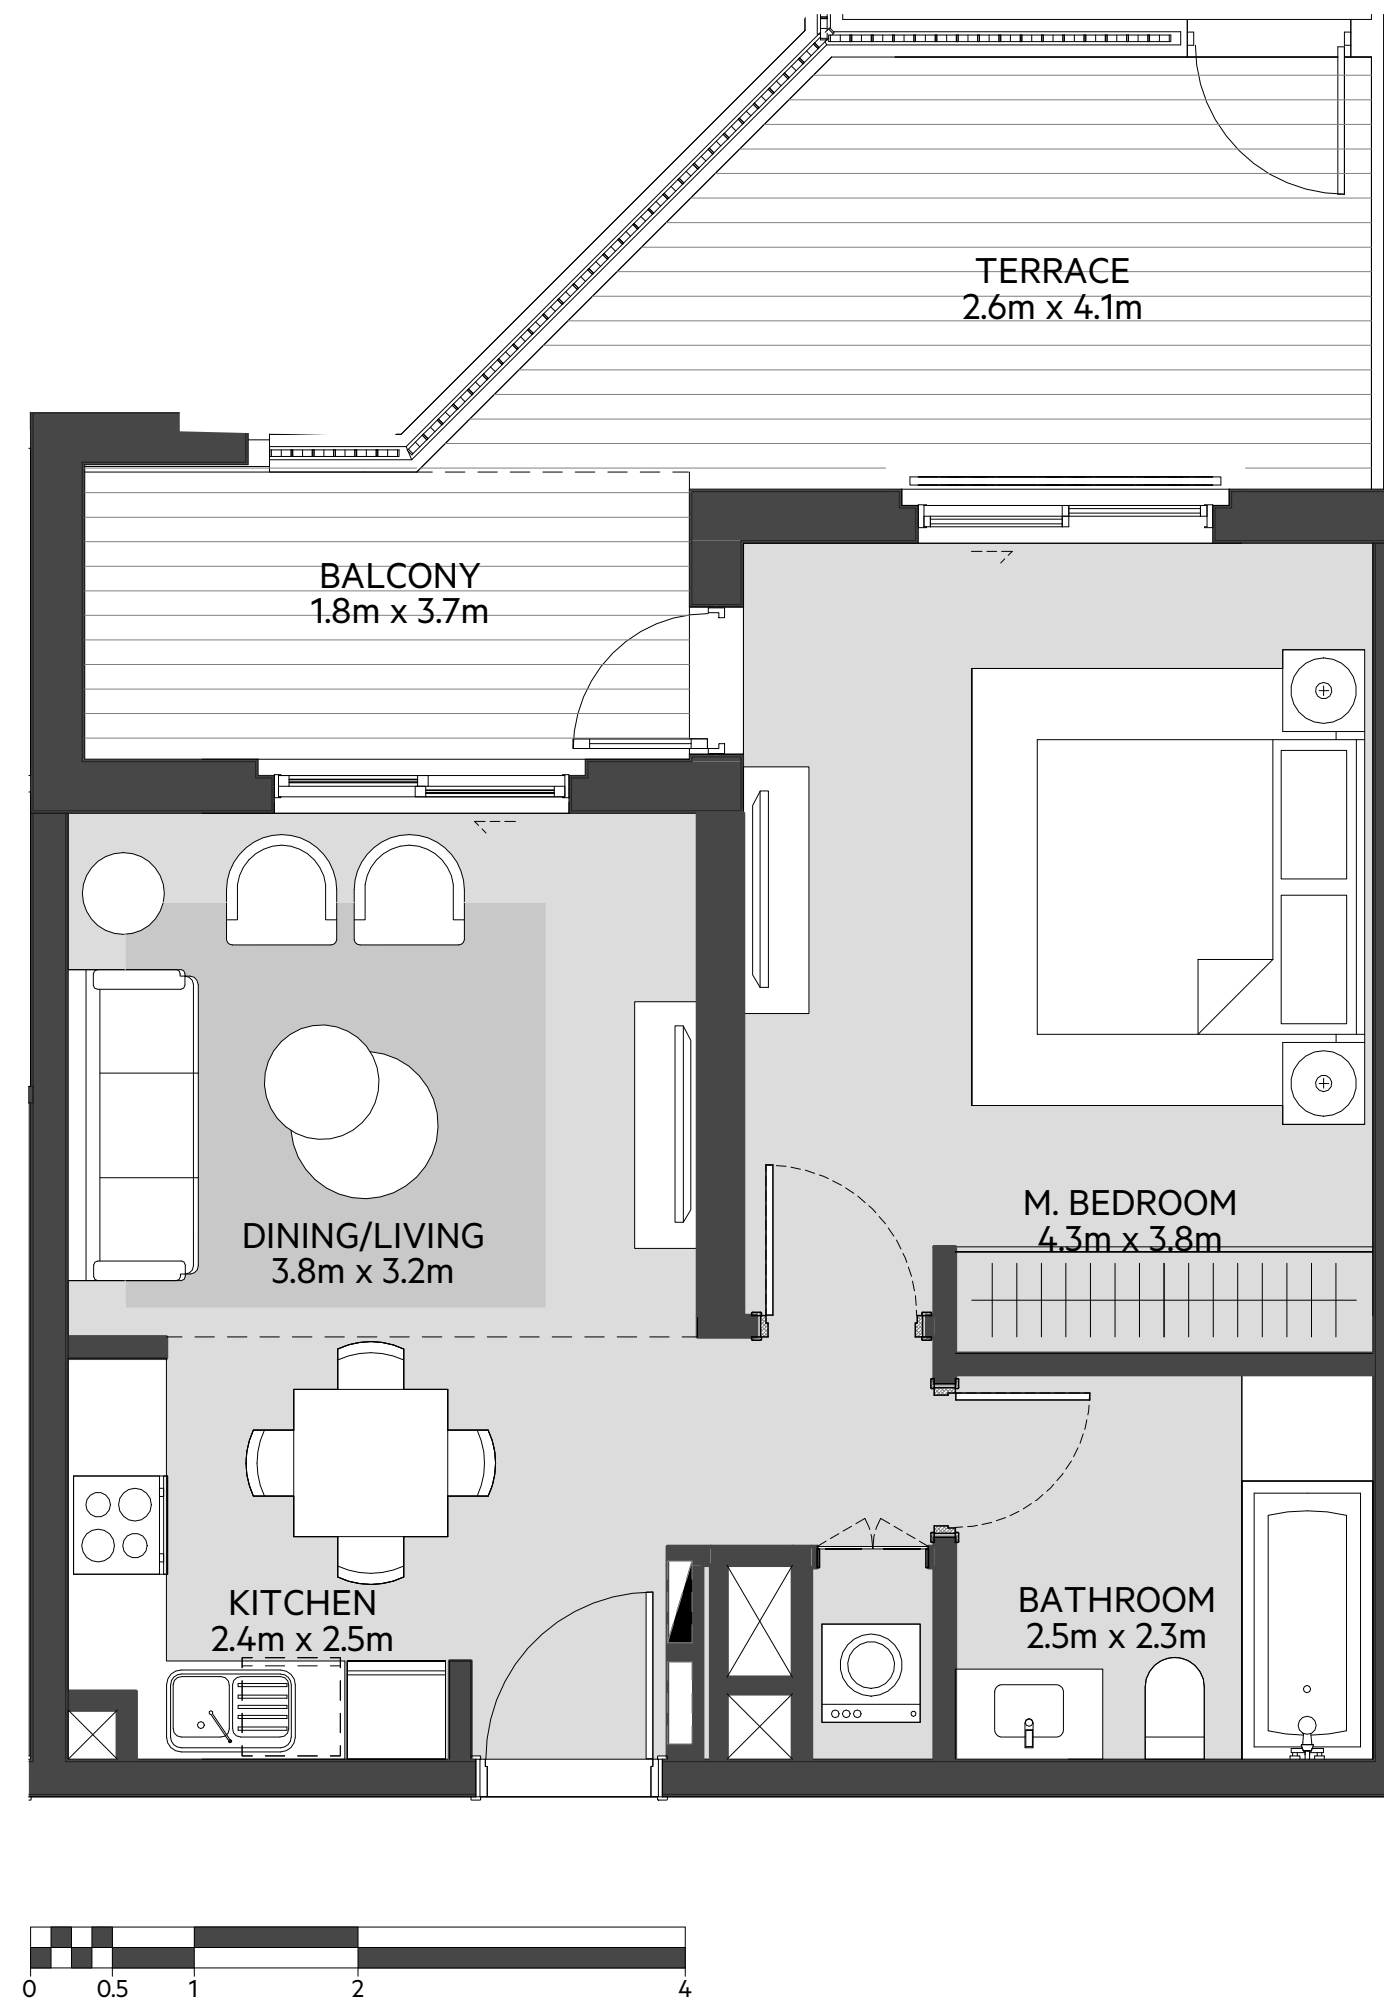 TERRACE
2.6m x 4.1m
BALCONY
1.8m x 3.7m
M. BEDROOM
4.3m x 3.8m
DINING/LIVING
3.8m x 3.2m
KITCHEN
2.4m x 2.5m
BATHROOM
2.5m x 2.3m
0 0.5 1 2 4